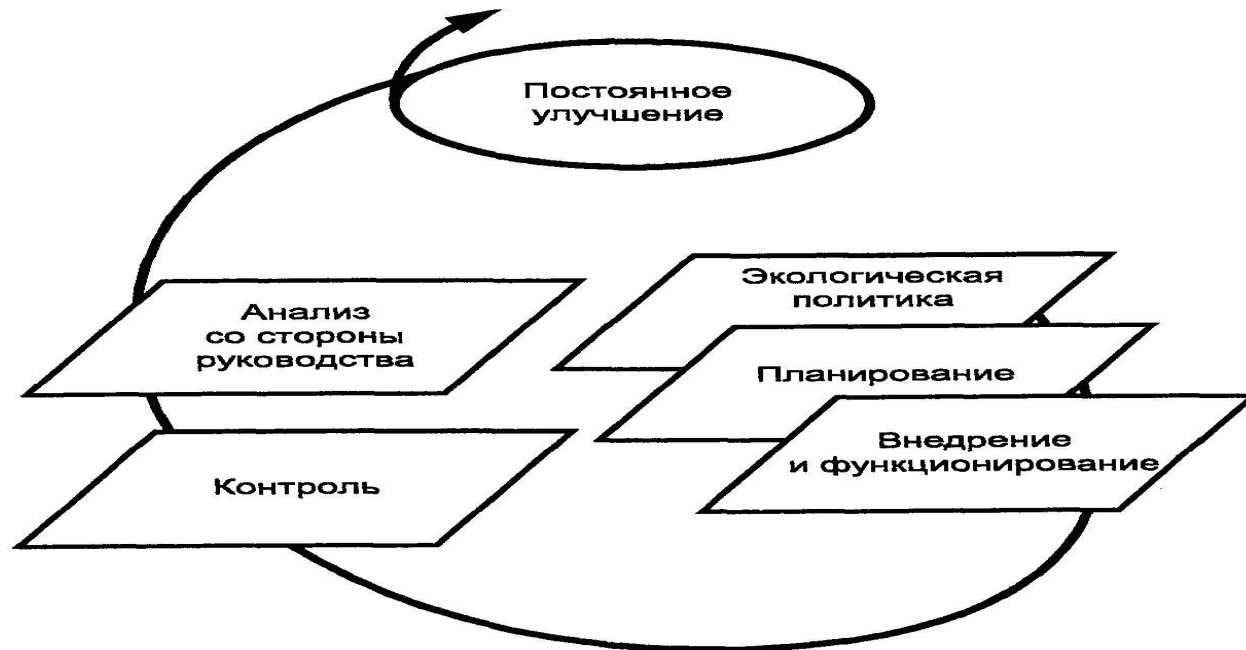 Постоянное
улучшение
Экологическая
политика
Планирование
Внедрение
и функционирование
Анализ
со стороны
руководства
Контроль